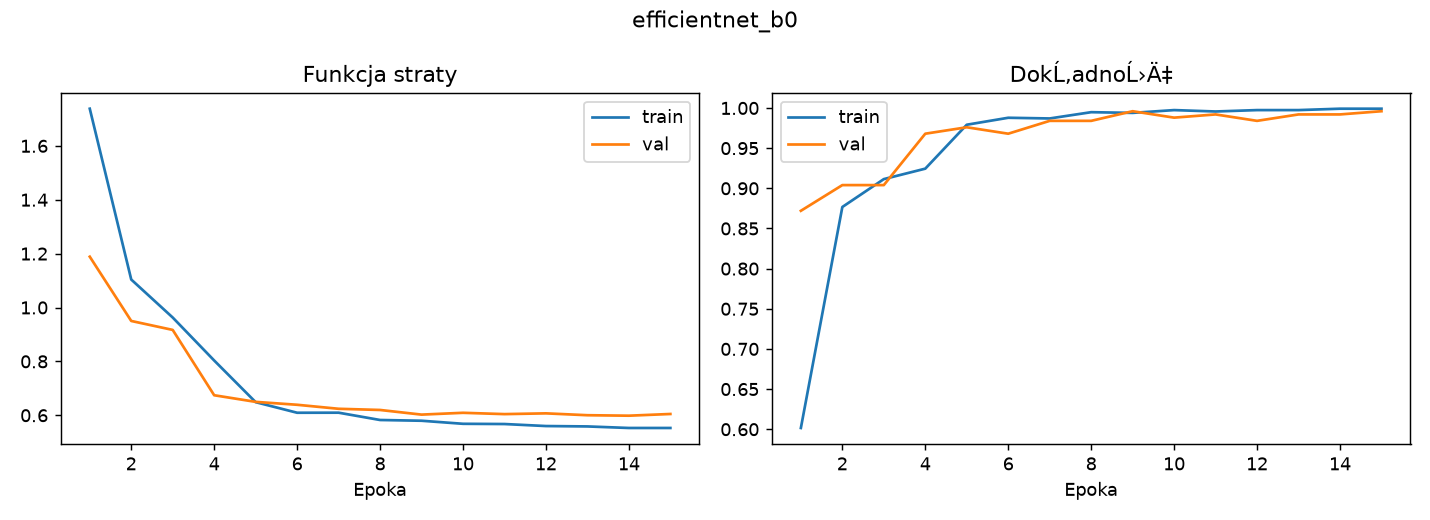 efficientnet_b0
Funkcja straty
train
val
1.6
1.4
1.2
1.0
0.8
0.6
2 4 6 8 10 12 14
Epoka
DokĹ‚adnoĹ›Ä‡
train
val
1.00
0.95
0.90
0.85
0.80
0.75
0.70
0.65
0.60
2 4 6 8 10 12 14
Epoka